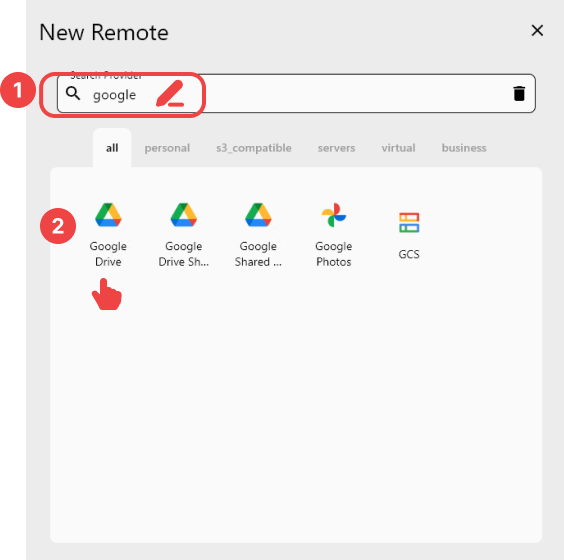 New Remote
1
Search Provider
google
all personal s3_compatible servers virtual business
2
Google Drive
Google Drive Sh...
Google Shared ...
Google Photos
GCS